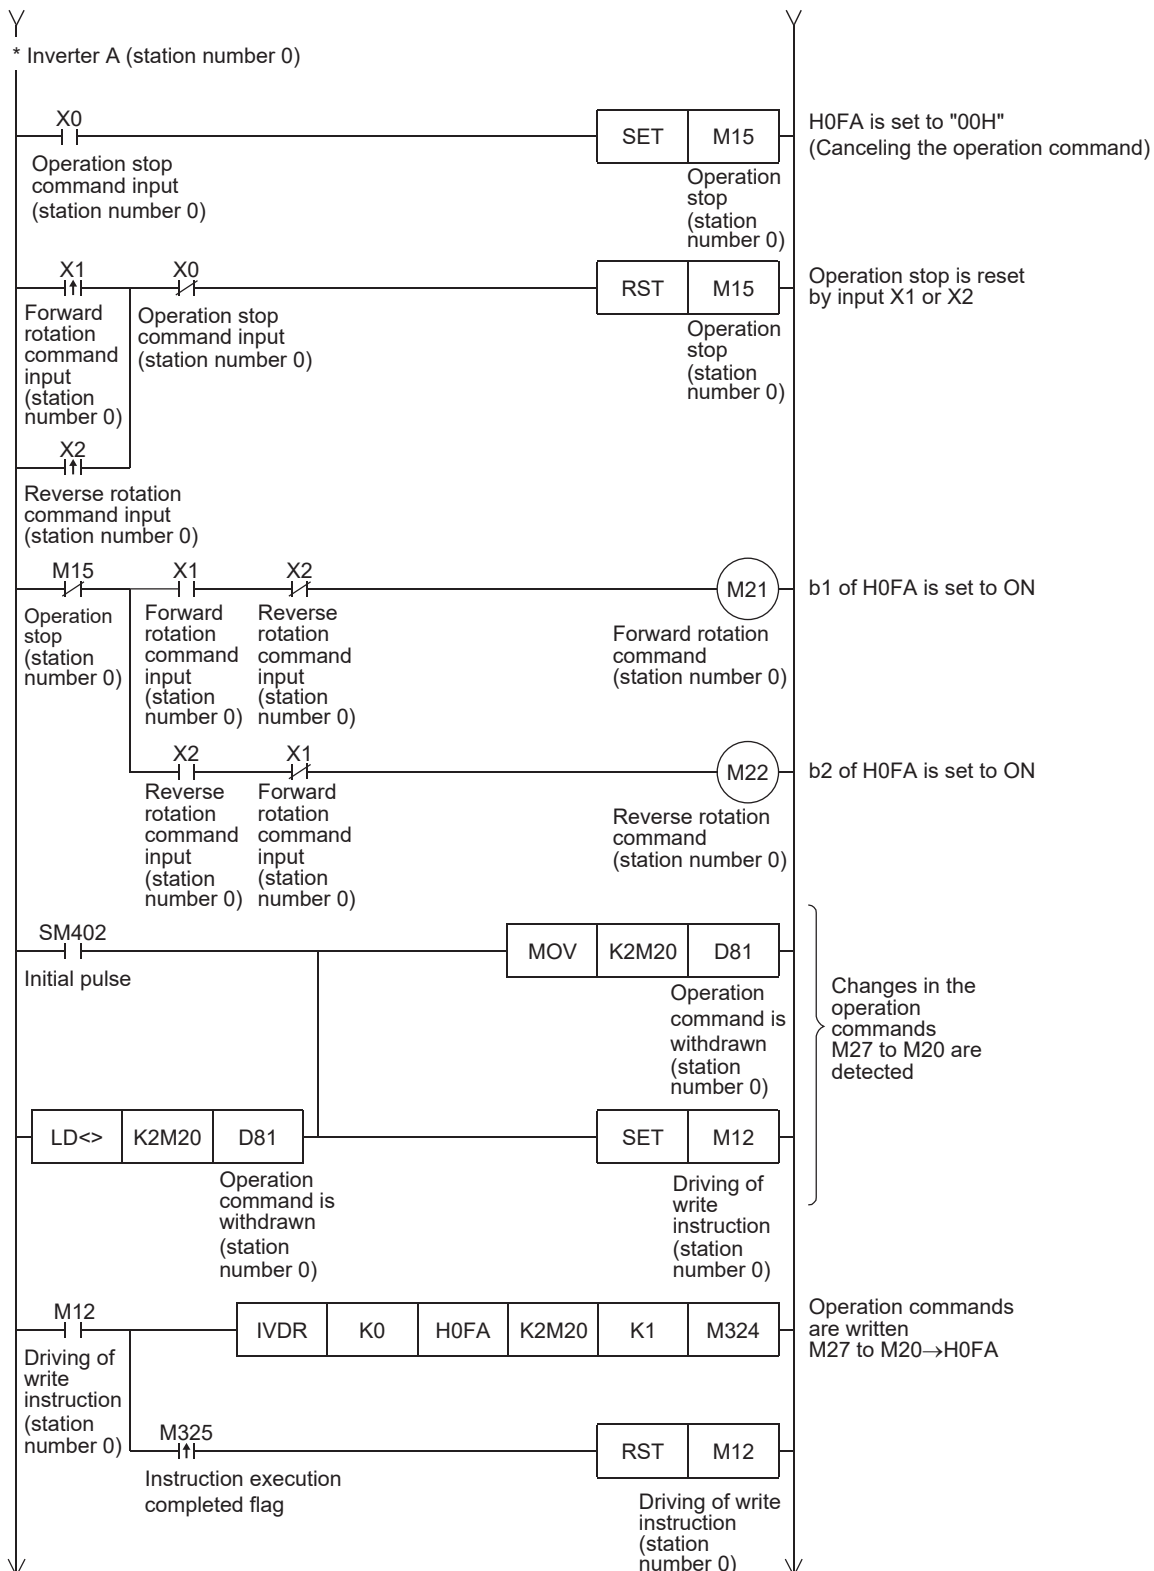 * Inverter A (station number 0)
X0
SET M15
H0FA is set to "00H"
(Canceling the operation command)
Operation stop
command input
(station number 0)
Operation
stop
(station
number 0)
X1
X0
RST M15
Operation stop is reset
by input X1 or X2
Forward
rotation
command
input
(station
number 0)
Operation stop
command input
(station number 0)
Operation
stop
(station
number 0)
X2
Reverse rotation
command input
(station number 0)
M15
X1
X2
M21
b1 of H0FA is set to ON
Operation
stop
(station
number 0)
Forward
rotation
command
input
(station
number 0)
Reverse
rotation
command
input
(station
number 0)
Forward rotation
command
(station number 0)
X2
X1
M22
b2 of H0FA is set to ON
Reverse
rotation
command
input
(station
number 0)
Forward
rotation
command
input
(station
number 0)
Reverse rotation
command
(station number 0)
SM402
MOV K2M20 D81
Initial pulse
Operation
command is
withdrawn
(station
number 0)
Changes in the
operation
commands
M27 to M20 are
detected
LD<> K2M20 D81
SET M12
Operation
command is
withdrawn
(station
number 0)
Driving of
write
instruction
(station
number 0)
M12
IVDR K0 H0FA K2M20 K1 M324
Operation commands
are written
M27 to M20→H0FA
Driving of
write
instruction
(station
number 0)
M325
RST M12
Instruction execution
completed flag
Driving of write
instruction
(station
number 0)